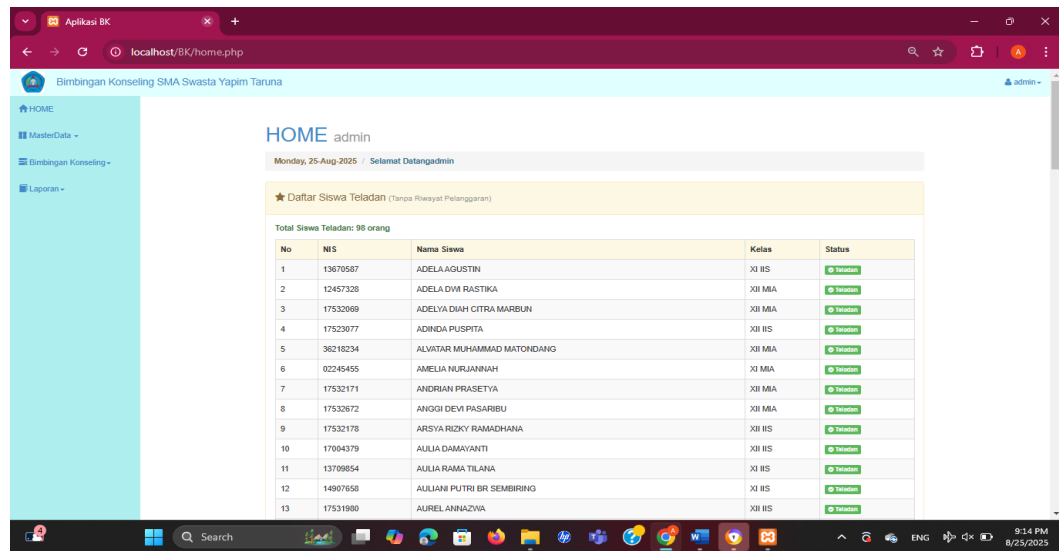 Aplikasi BK
localhost/BK/home.php
A
Bimbingan Konseling SMA Swasta Yapim Taruna
admin
HOME
MasterData
Bimbingan Konseling
Laporan
HOME admin
Monday, 25-Aug-2025 / Selamat Datangadmin
Daftar Siswa Teladan (Tanpa Riwayat Pelanggaran)
Total Siswa Teladan: 98 orang
No NIS Nama Siswa Kelas Status
1 13670587 ADELA AGUSTIN XI IIS Teladan
2 12457328 ADELA DWI RASTIKA XII MIA Teladan
3 17532069 ADELYA DIAH CITRA MARBUN XII MIA Teladan
4 17523077 ADINDA PUSPITA XII IIS Teladan
5 36218234 ALVATAR MUHAMMAD MATONDANG XII MIA Teladan
6 02245455 AMELIA NURJANNAH XI MIA Teladan
7 17532171 ANDRIAN PRASETYA XII MIA Teladan
8 17532672 ANGGI DEVI PASARIBU XII MIA Teladan
9 17532178 ARSYA RIZKY RAMADHANA XII IIS Teladan
10 17004379 AULIA DAMAYANTI XII IIS Teladan
11 13709854 AULIA RAMA TILANA XII IIS Teladan
12 14907658 AULIANI PUTRI BR SEMBIRING XII IIS Teladan
13 17531980 AUREL ANNAZWA XII IIS Teladan
4
Search
ENG
9:14 PM
8/25/2025